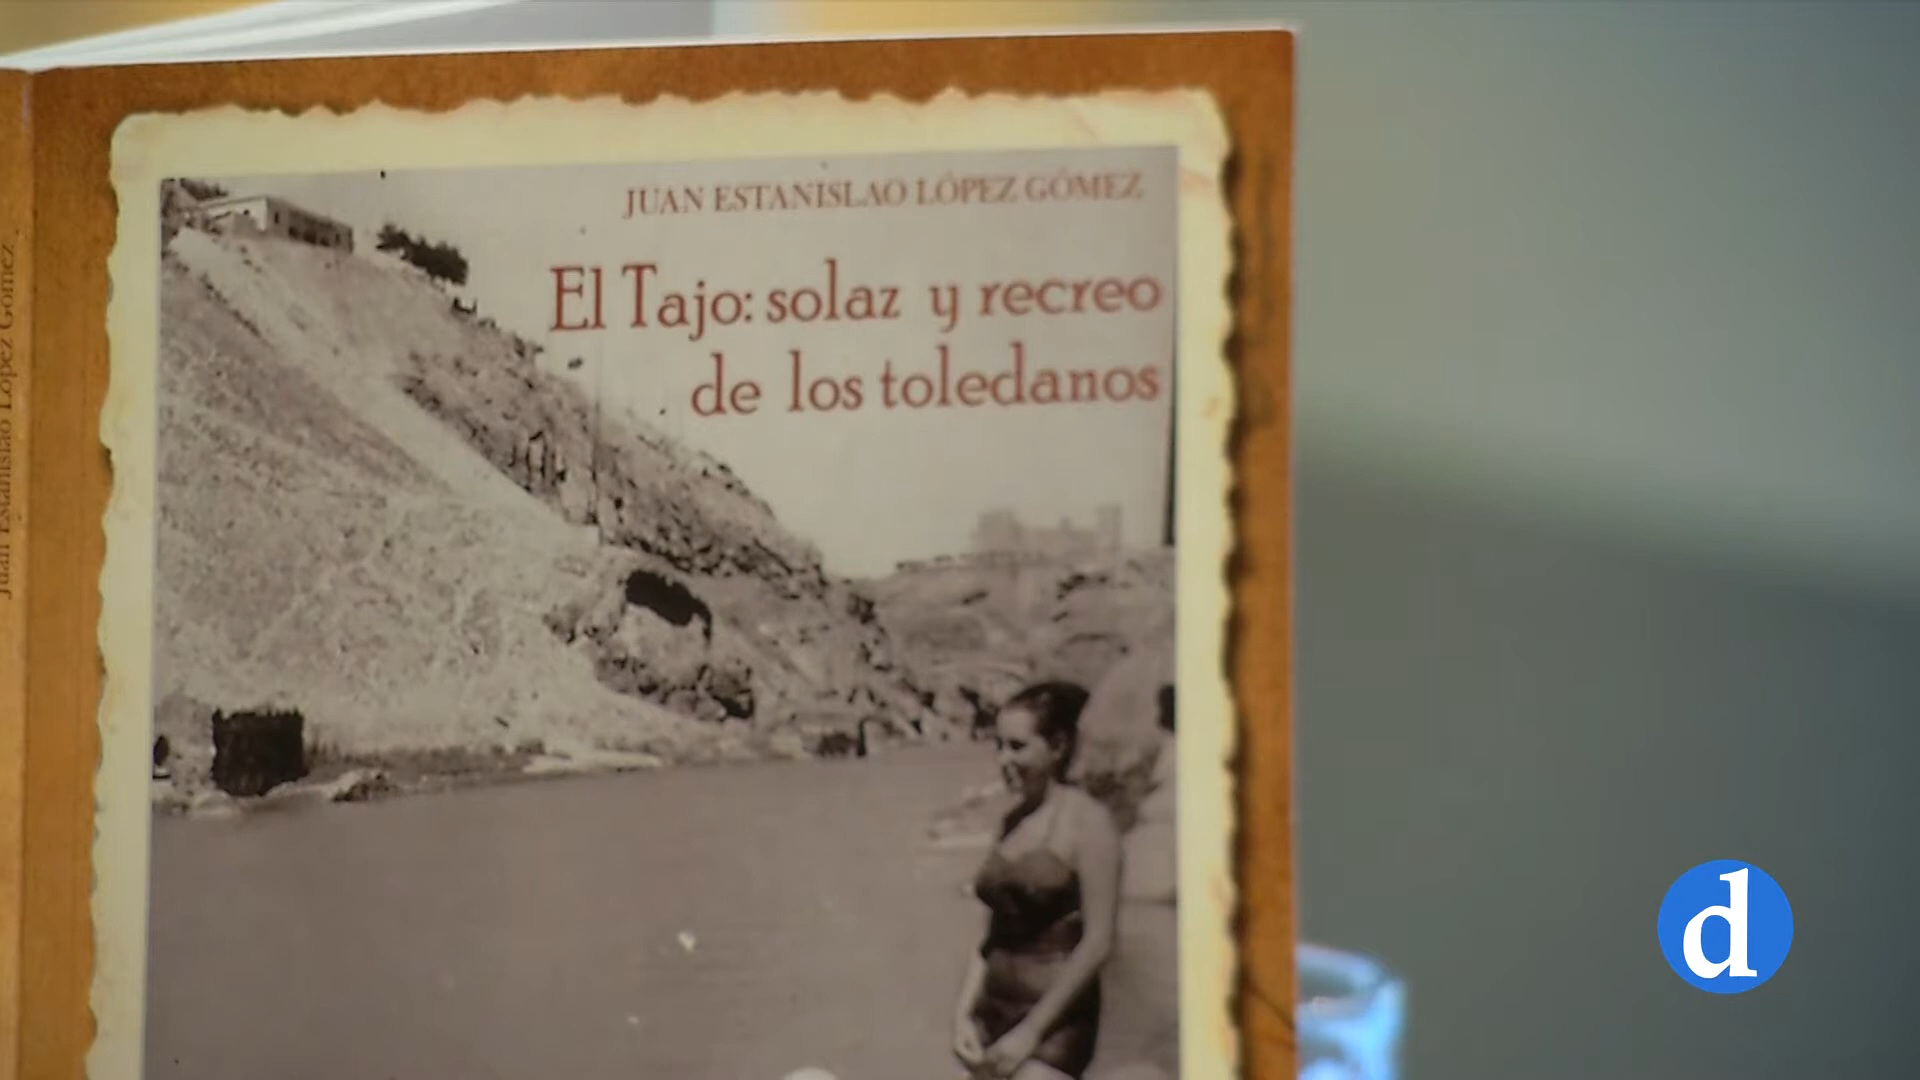 JUAN ESTANISLAO LÓPEZ GÓMEZ
El Tajo: solaz y recreo
de los toledanos
Juan Estanislao López Gómez
d